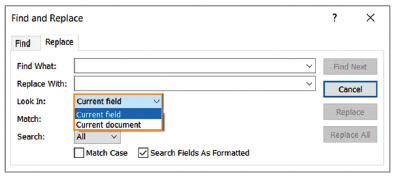 Find and Replace ? ×
Find Replace
Find What: Find Next
Replace With: Cancel
Look In: Current field
Current field
Current document
Match: Replace
Search: All Replace All
Match Case Search Fields As Formatted